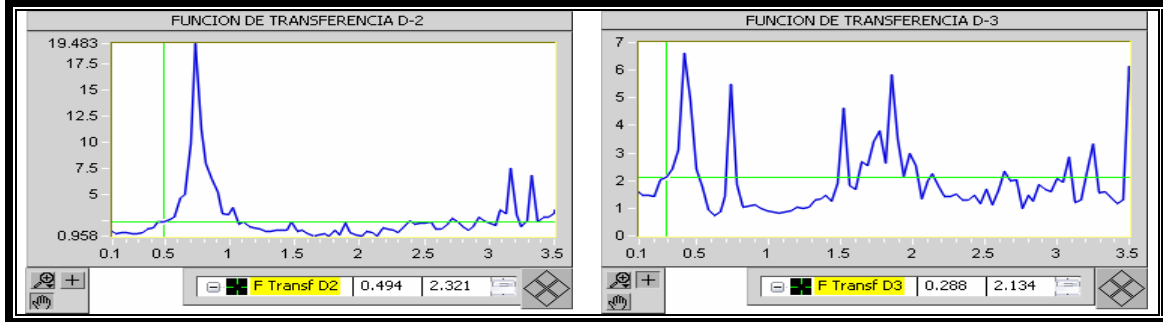 FUNCION DE TRANSFERENCIA D-2
19.483
17.5
15
12.5
10
7.5
5
0.958
0.1 0.5 1 1.5 2 2.5 3 3.5
F Transf D2 0.494 2.321
FUNCION DE TRANSFERENCIA D-3
7
6
5
4
3
2
1
0
0.1 0.5 1 1.5 2 2.5 3 3.5
F Transf D3 0.288 2.134